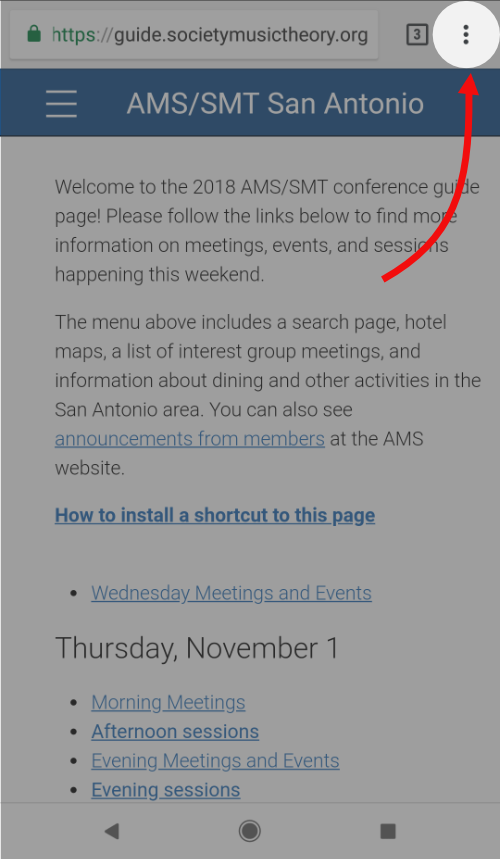 https://guide.societymusictheory.org
3
AMS/SMT San Antonio
Welcome to the 2018 AMS/SMT conference guide
page! Please follow the links below to find more
information on meetings, events, and sessions
happening this weekend.
The menu above includes a search page, hotel
maps, a list of interest group meetings, and
information about dining and other activities in the
San Antonio area. You can also see
announcements from members at the AMS
website.
How to install a shortcut to this page
• Wednesday Meetings and Events
Thursday, November 1
• Morning Meetings
• Afternoon sessions
• Evening Meetings and Events
• Evening sessions